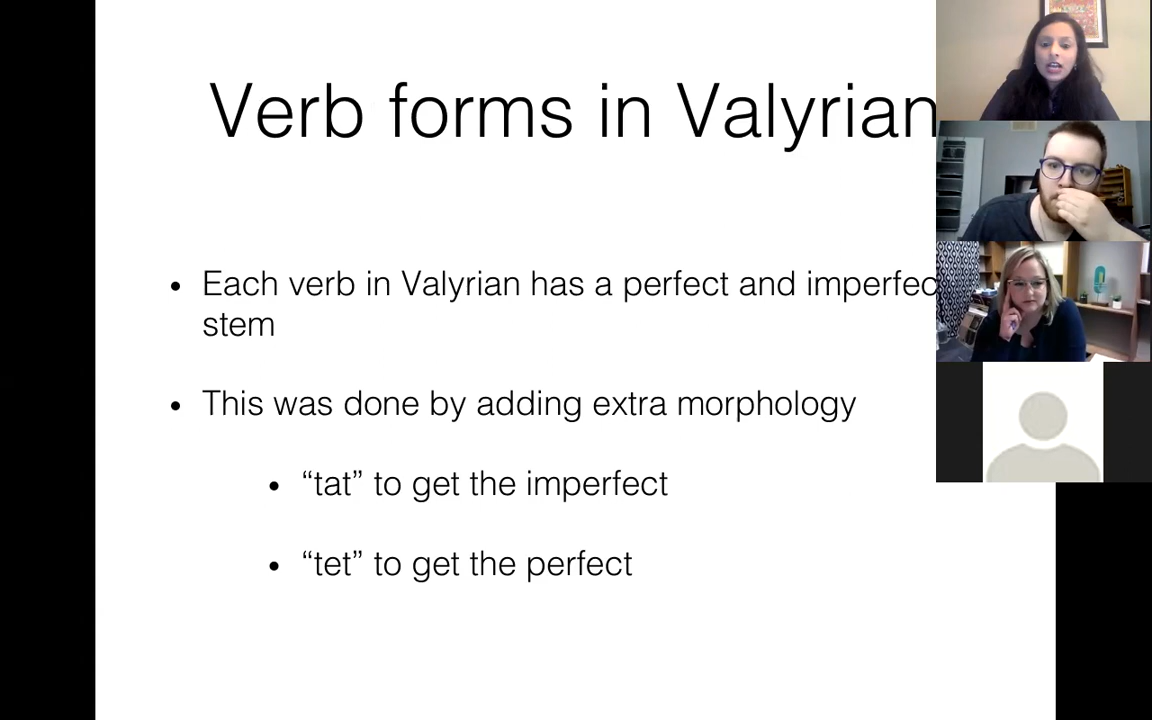 Verb forms in Valyrian
• Each verb in Valyrian has a perfect and imperfec
stem
• This was done by adding extra morphology
• “tat” to get the imperfect
• “tet” to get the perfect